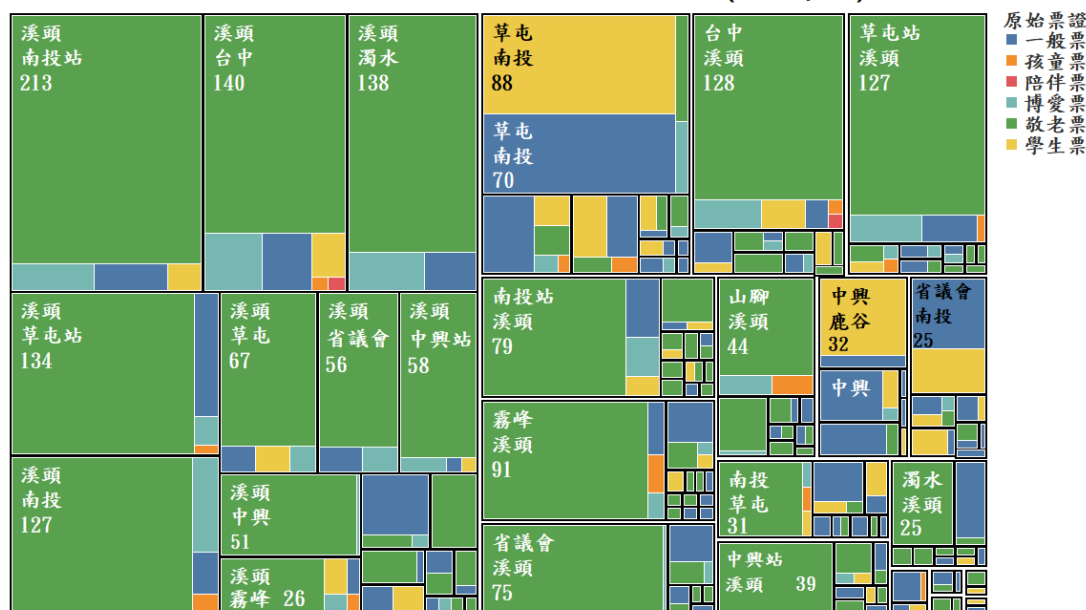 溪頭
南投站
213
溪頭
台中
140
溪頭
濁水
138
草屯
南投
88
草屯
南投
70
台中
溪頭
128
草屯站
溪頭
127
原始票證
一般票
孩童票
陪伴票
博愛票
敬老票
學生票
溪頭
草屯站
134
溪頭
草屯
67
溪頭
省議會
56
溪頭
中興站
58
南投站
溪頭
79
山腳
溪頭
44
中興
鹿谷
32
省議會
南投
25
中興
霧峰
溪頭
91
溪頭
南投
127
溪頭
中興
51
溪頭
霧峰 26
省議會
溪頭
75
南投
草屯
31
濁水
溪頭
25
中興站
溪頭 39